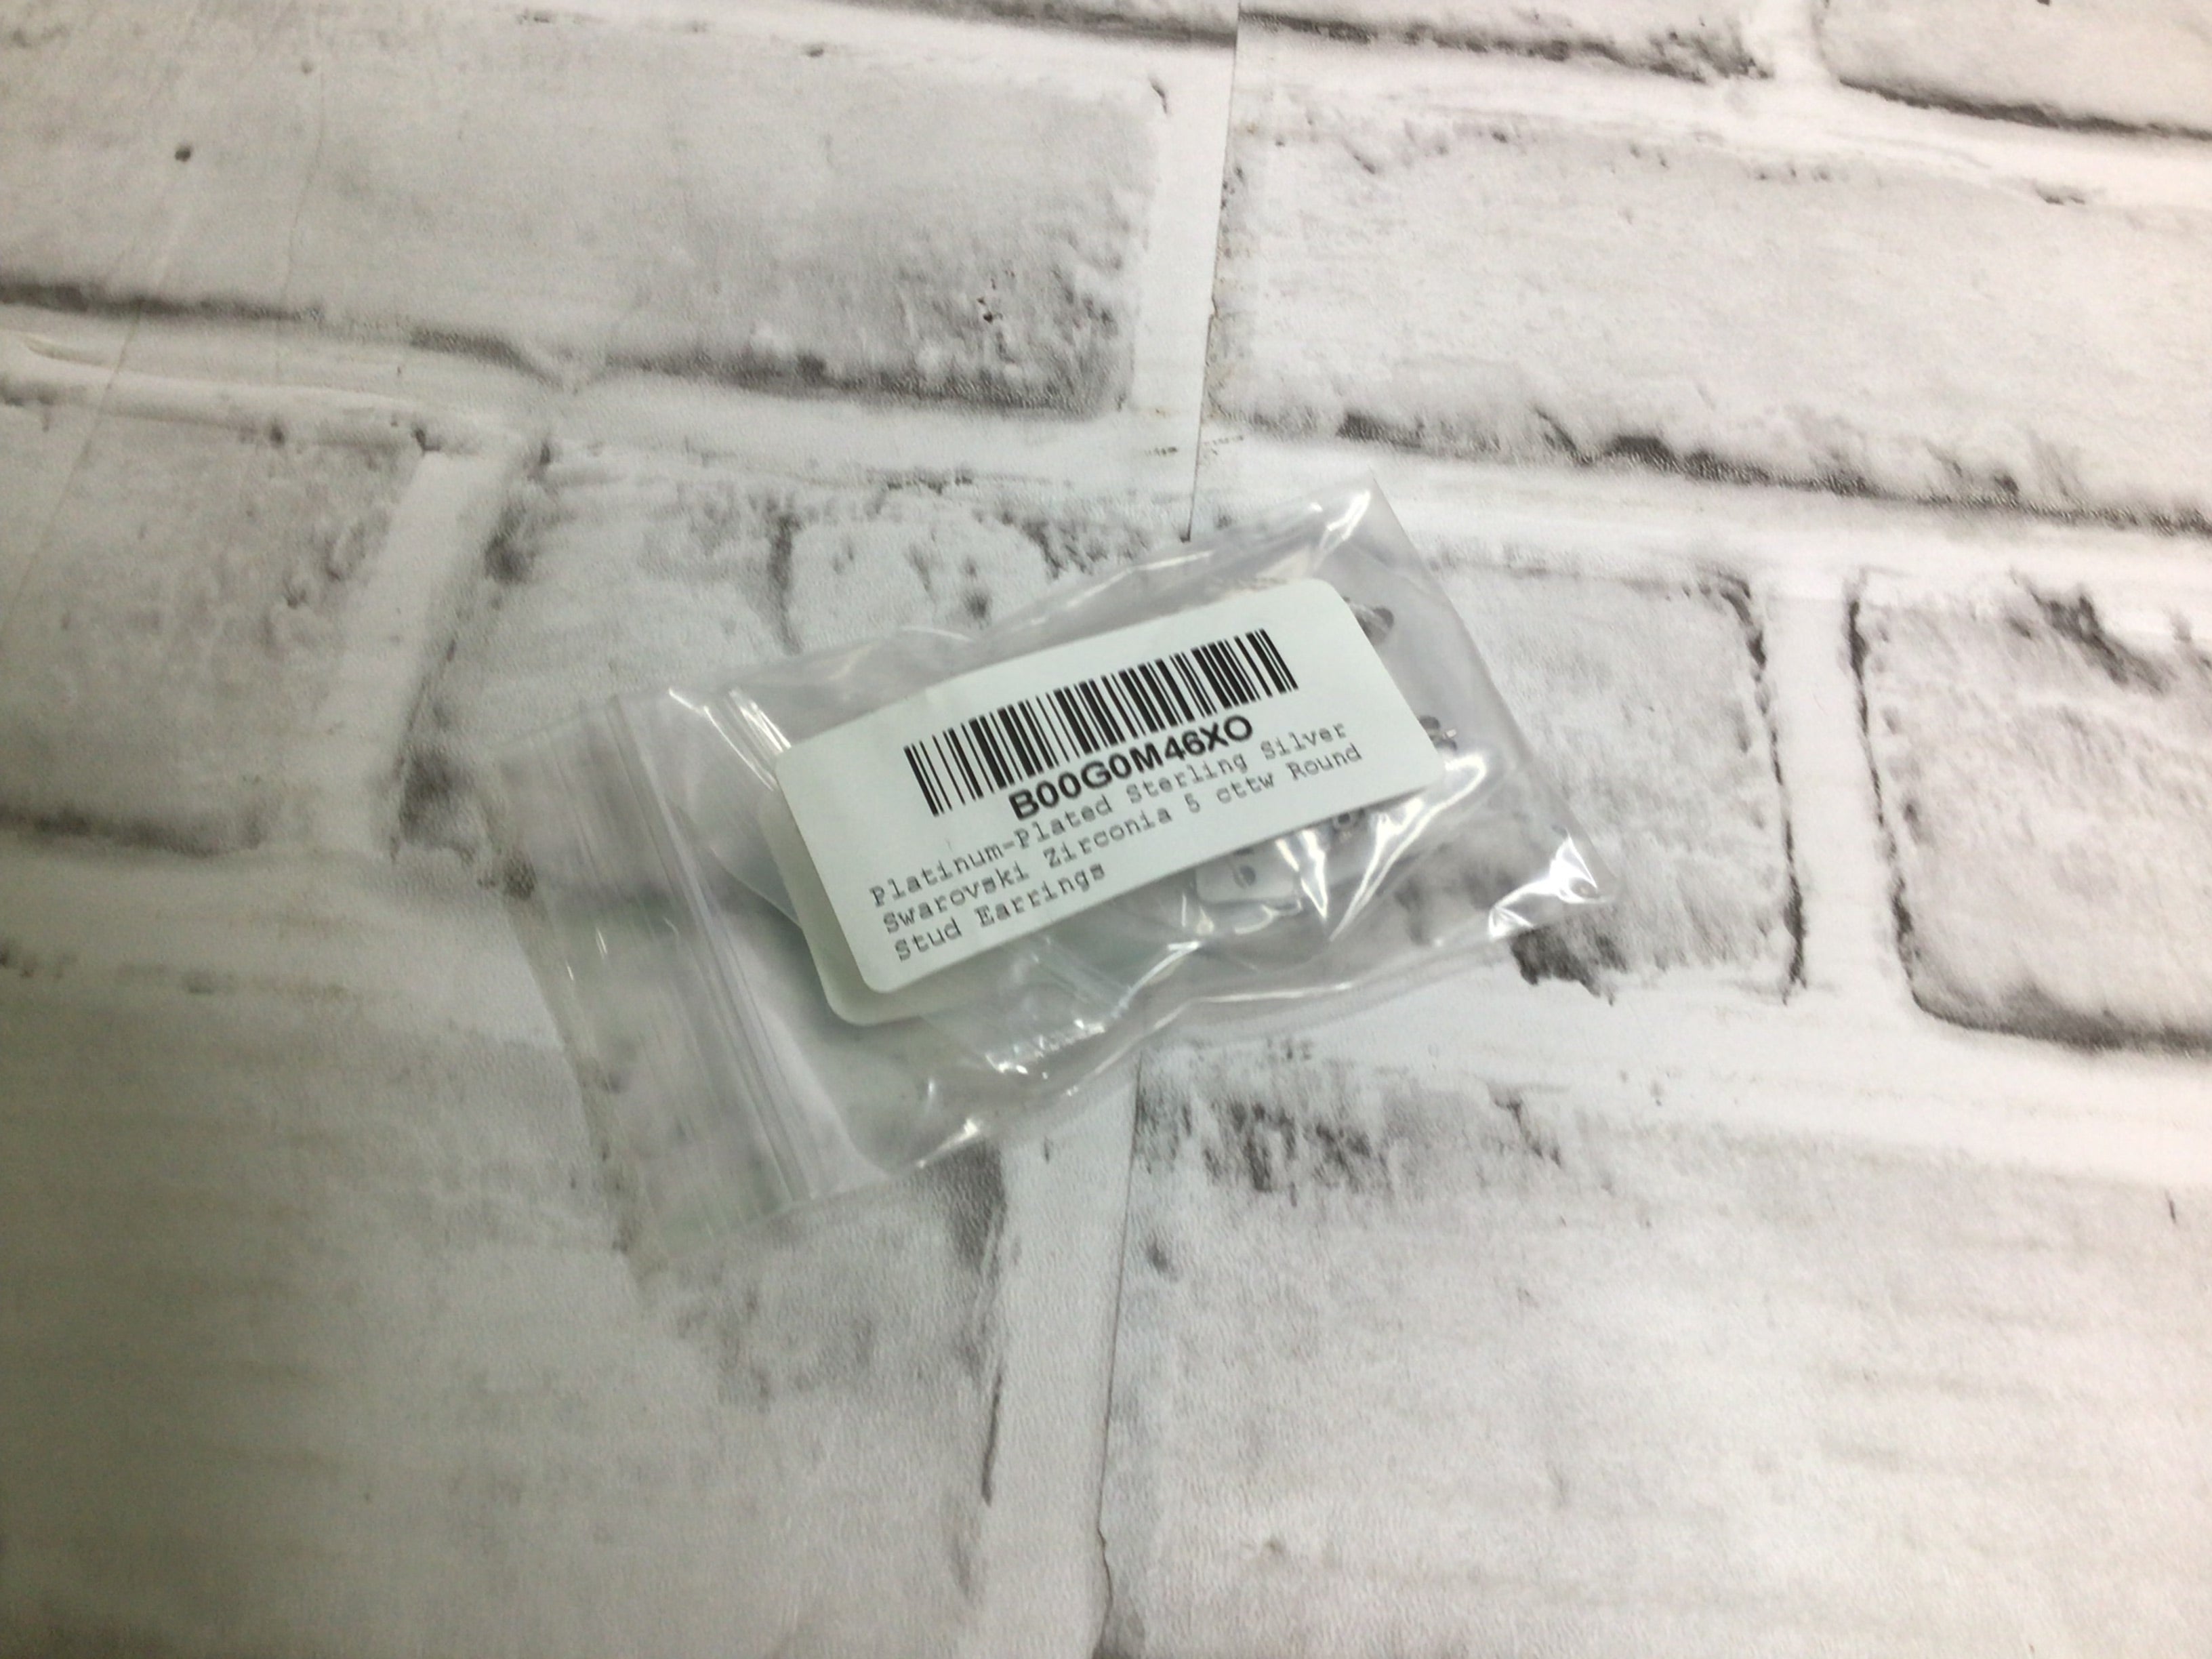 B00G0M46XO
Platinum-Plated Sterling Silver
Swarovski Zirconia 5 cttw Round
Stud Earrings